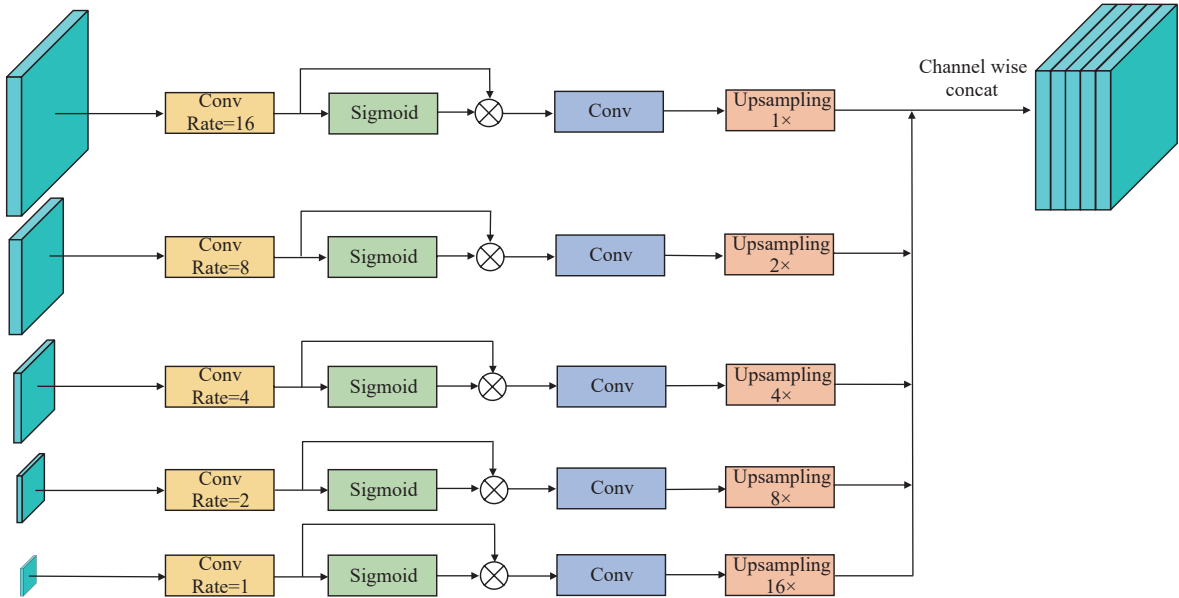 Channel wise
concat
Conv
Rate=16
Sigmoid
Conv
Upsampling
1×
Conv
Rate=8
Sigmoid
Conv
Upsampling
2×
Conv
Rate=4
Sigmoid
Conv
Upsampling
4×
Conv
Rate=2
Sigmoid
Conv
Upsampling
8×
Conv
Rate=1
Sigmoid
Conv
Upsampling
16×